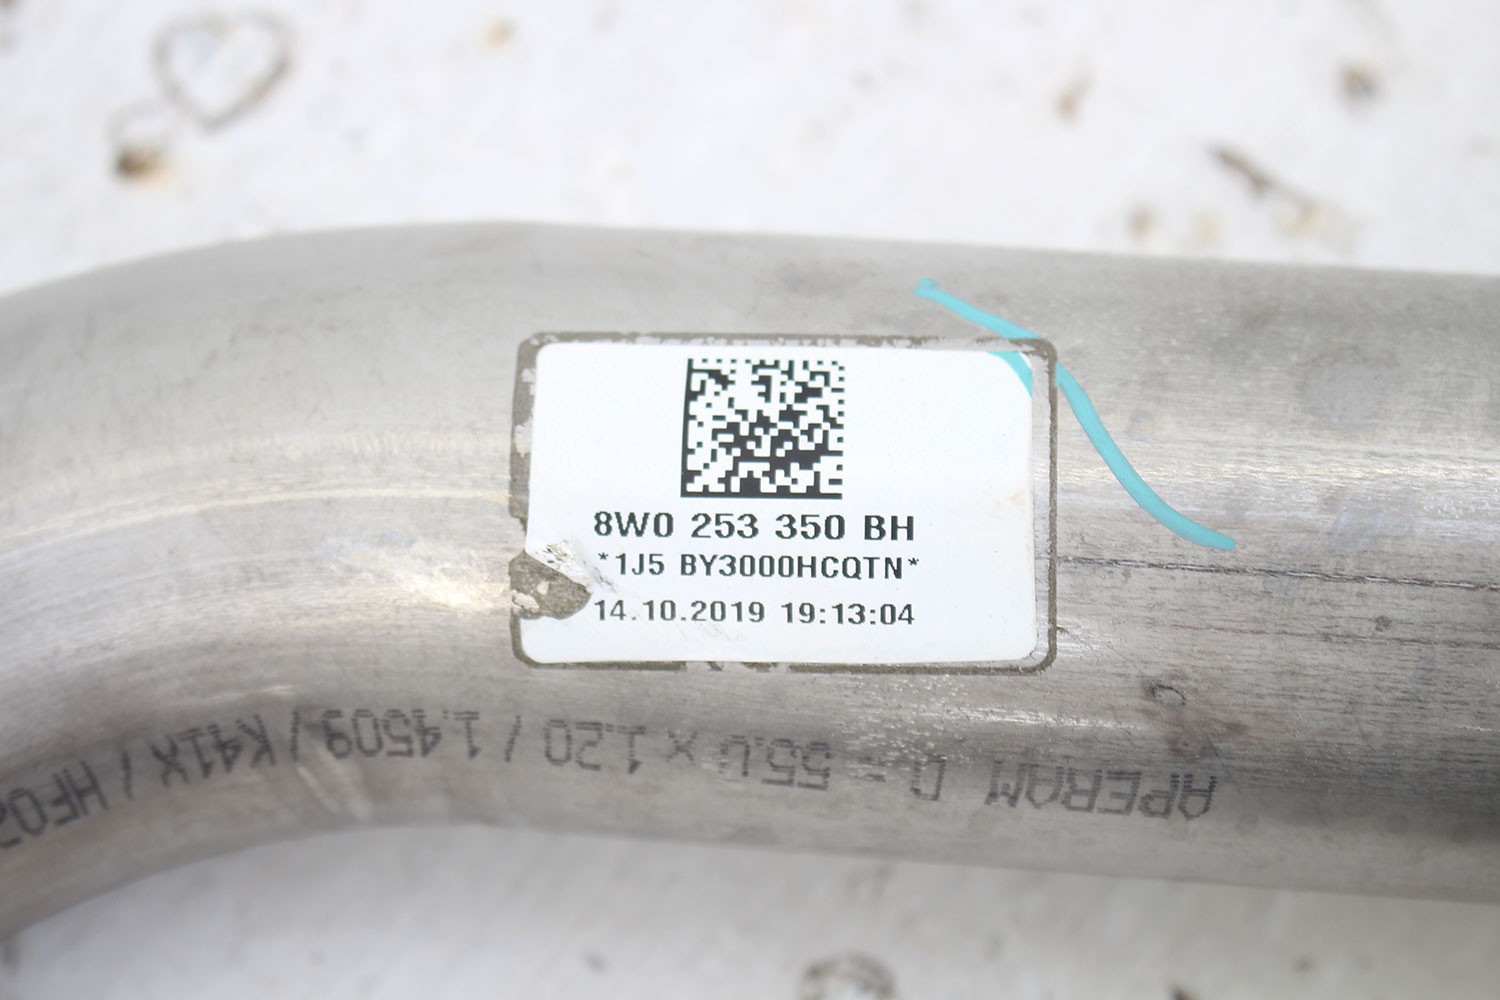 8W0 253 350 BH
*1J5 BY3000HCQTN*
14.10.2019 19:13:04
APERAM D = 55.0 x 1.20 / 1.4509 / K41X / HF02